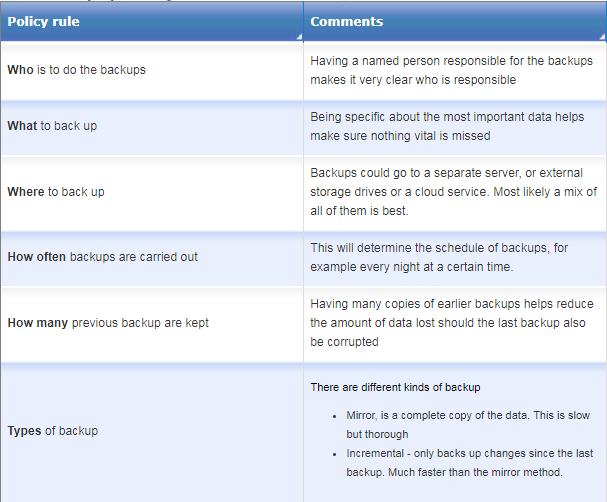 Policy rule
Comments
Who is to do the backups
Having a named person responsible for the backups
makes it very clear who is responsible
What to back up
Being specific about the most important data helps
make sure nothing vital is missed
Where to back up
Backups could go to a separate server, or external
storage drives or a cloud service. Most likely a mix of
all of them is best.
How often backups are carried out
This will determine the schedule of backups, for
example every night at a certain time.
How many previous backup are kept
Having many copies of earlier backups helps reduce
the amount of data lost should the last backup also
be corrupted
Types of backup
There are different kinds of backup
• Mirror, is a complete copy of the data. This is slow
but thorough
• Incremental - only backs up changes since the last
backup. Much faster than the mirror method.